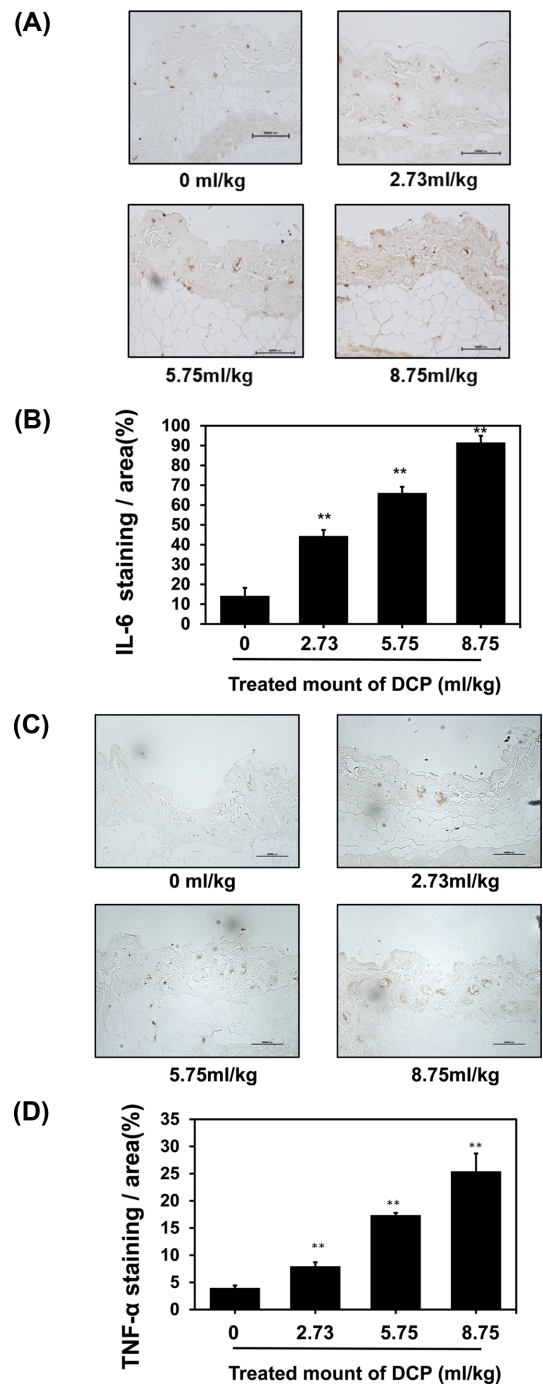 (A)
0 ml/kg
2.73ml/kg
5.75ml/kg
8.75ml/kg
(B)
IL-6 staining / area(%)
100
90
80
70
60
50
40
30
20
10
0
**
**
**
0 2.73 5.75 8.75
Treated mount of DCP (ml/kg)
(C)
0 ml/kg
2.73ml/kg
5.75ml/kg
8.75ml/kg
(D)
TNF-α staining / area(%)
35
30
25
20
15
10
5
0
**
**
**
0 2.73 5.75 8.75
Treated mount of DCP (ml/kg)